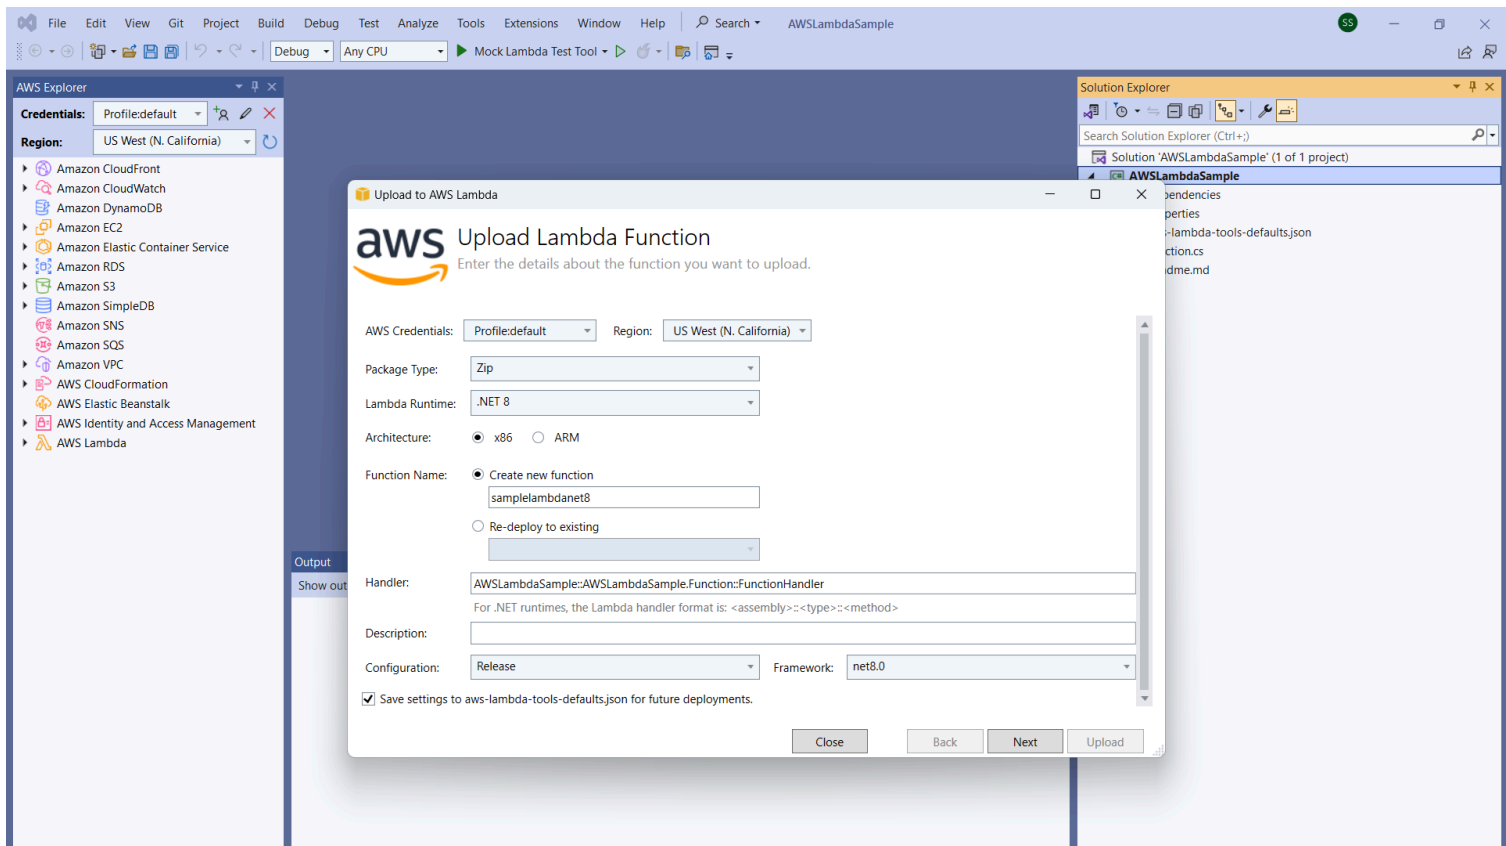 File Edit View Git Project Build Debug Test Analyze Tools Extensions Window Help Search AWSLambdaSample SS
Debug Any CPU Mock Lambda Test Tool
AWS Explorer
Credentials: Profile:default
Region: US West (N. California)
Amazon CloudFront
Amazon CloudWatch
Amazon DynamoDB
Amazon EC2
Amazon Elastic Container Service
Amazon RDS
Amazon S3
Amazon SimpleDB
Amazon SNS
Amazon SQS
Amazon VPC
AWS CloudFormation
AWS Elastic Beanstalk
AWS Identity and Access Management
AWS Lambda
Output
Show out
Upload to AWS Lambda
aws
Upload Lambda Function
Enter the details about the function you want to upload.
AWS Credentials: Profile:default Region: US West (N. California)
Package Type: Zip
Lambda Runtime: .NET 8
Architecture: x86 ARM
Function Name: Create new function
samplelambdanet8
Re-deploy to existing
Handler: AWSLambdaSample::AWSLambdaSample.Function::FunctionHandler
For .NET runtimes, the Lambda handler format is: <assembly>::<type>::<method>
Description:
Configuration: Release Framework: net8.0
Save settings to aws-lambda-tools-defaults.json for future deployments.
Close Back Next Upload
Solution Explorer
Search Solution Explorer (Ctrl+;)
Solution 'AWSLambdaSample' (1 of 1 project)
C# AWSLambdaSample
pendencies
perties
s-lambda-tools-defaults.json
ction.cs
dme.md